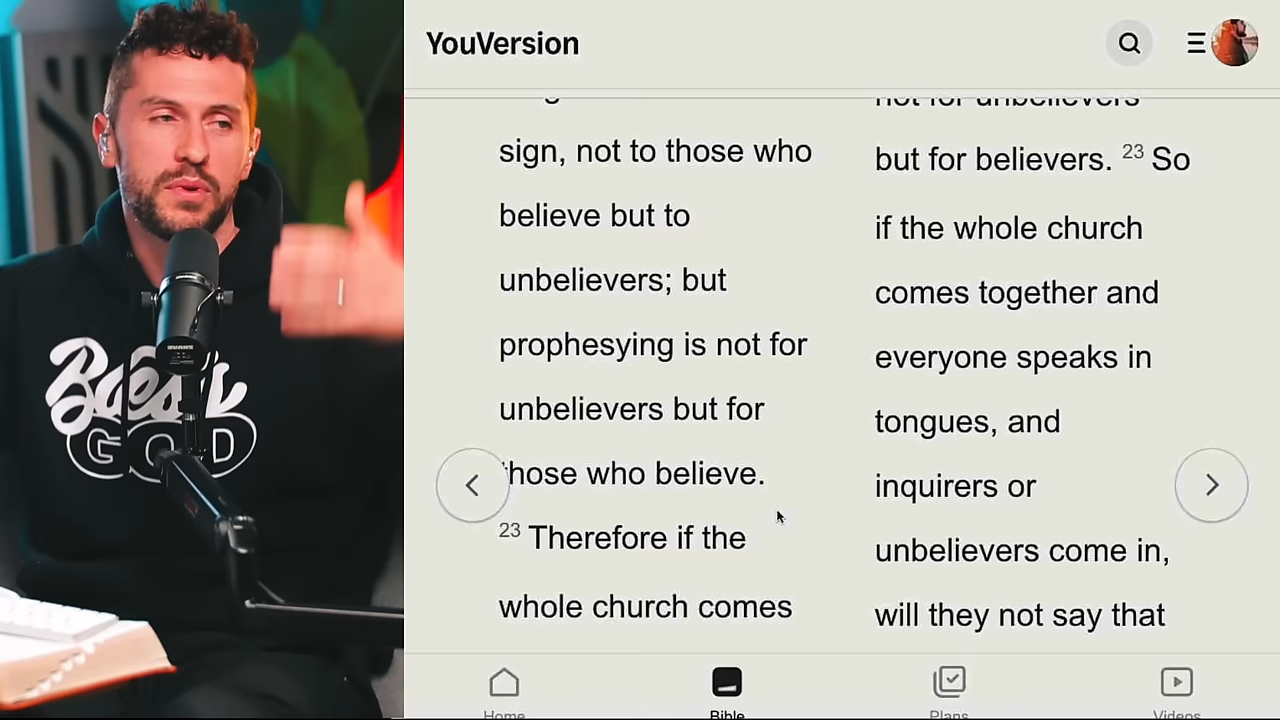 YouVersion
sign, not to those who
believe but to
unbelievers; but
prophesying is not for
unbelievers but for
those who believe.
23 Therefore if the
whole church comes
not for unbelievers
but for believers. 23 So
if the whole church
comes together and
everyone speaks in
tongues, and
inquirers or
unbelievers come in,
will they not say that
Home
Bible
Plans
Videos
GOD